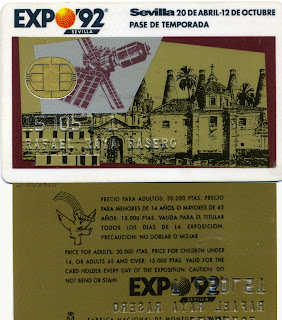 EXPO'92
SEVILLA
Sevilla 20 DE ABRIL-12 DE OCTUBRE
PASE DE TEMPORADA
RAFAEL RAYA RASERO
PRECIO PARA ADULTOS: 30.000 PTAS. PRECIO
PARA MENORES DE 14 AÑOS O MAYORES DE 65
AÑOS: 15.000 PTAS. VALIDA PARA EL TITULAR
TODOS LOS DIAS DE LA EXPOSICION.
PRECAUCION: NO DOBLAR O MOJAR.
PRICE FOR ADULTS: 30.000 PTAS. PRICE FOR CHILDREN UNDER
14, OR ADULTS 65 AND OVER: 15.000 PTAS. VALID FOR THE
CARD HOLDER EVERY DAY OF THE EXPOSITION. CAUTION: DO
NOT BEND OR STAIN.
EXPO'92
SEVILLA
RAFAEL RAYA RASERO